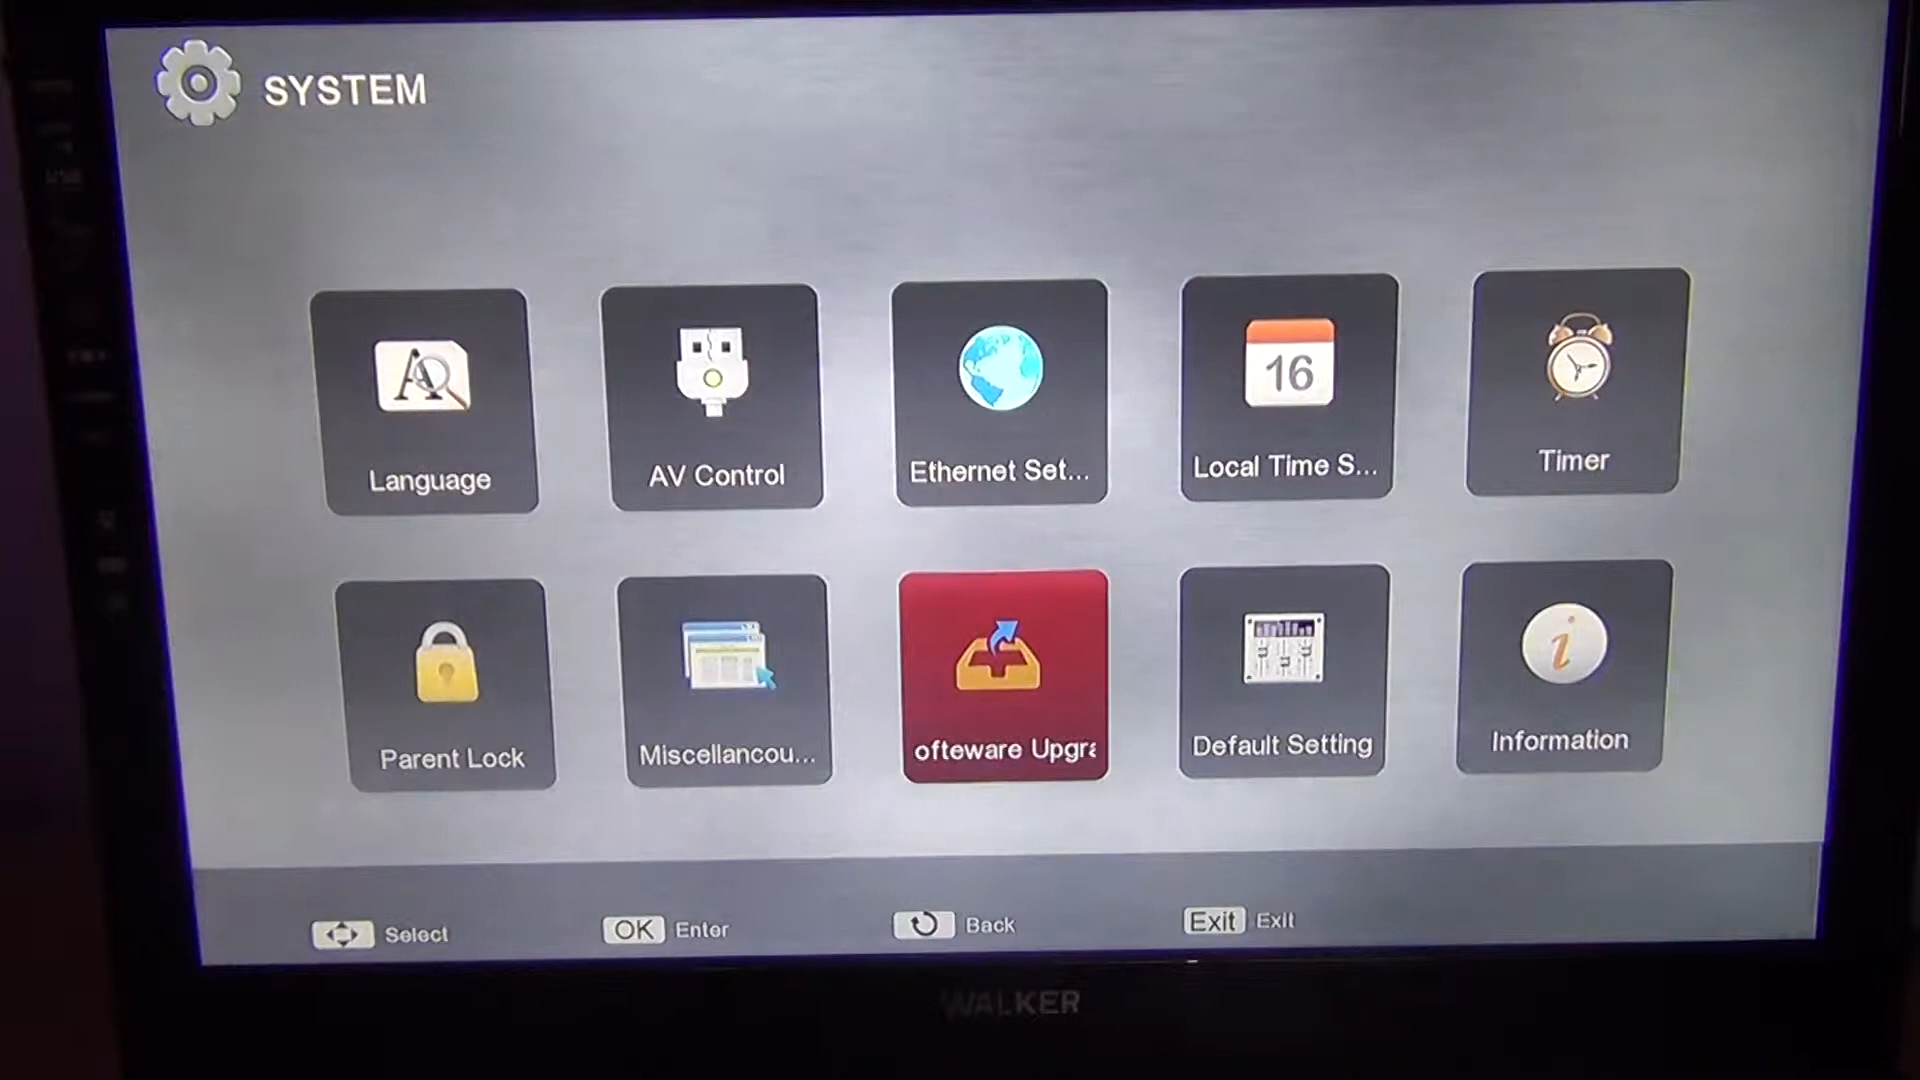 SYSTEM
16
Language
AV Control
Ethernet Set...
Local Time S...
Timer
Parent Lock
Miscellancou...
ofteware Upgra
Default Setting
Information
Select
OK Enter
Back
Exit Exit
WALKER
USB